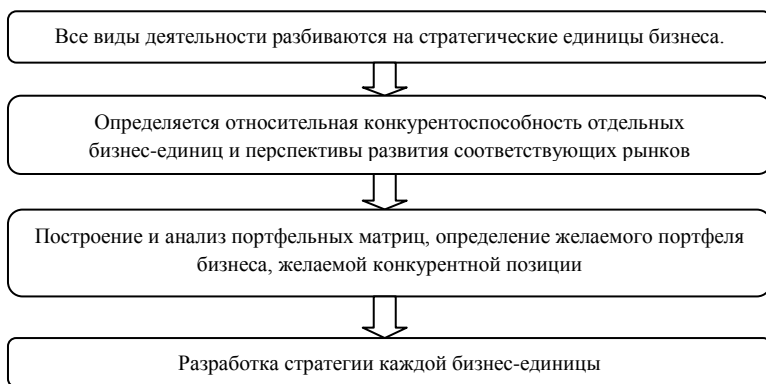 Все виды деятельности разбиваются на стратегические единицы бизнеса.
Определяется относительная конкурентоспособность отдельных
бизнес-единиц и перспективы развития соответствующих рынков
Построение и анализ портфельных матриц, определение желаемого портфеля
бизнеса, желаемой конкурентной позиции
Разработка стратегии каждой бизнес-единицы